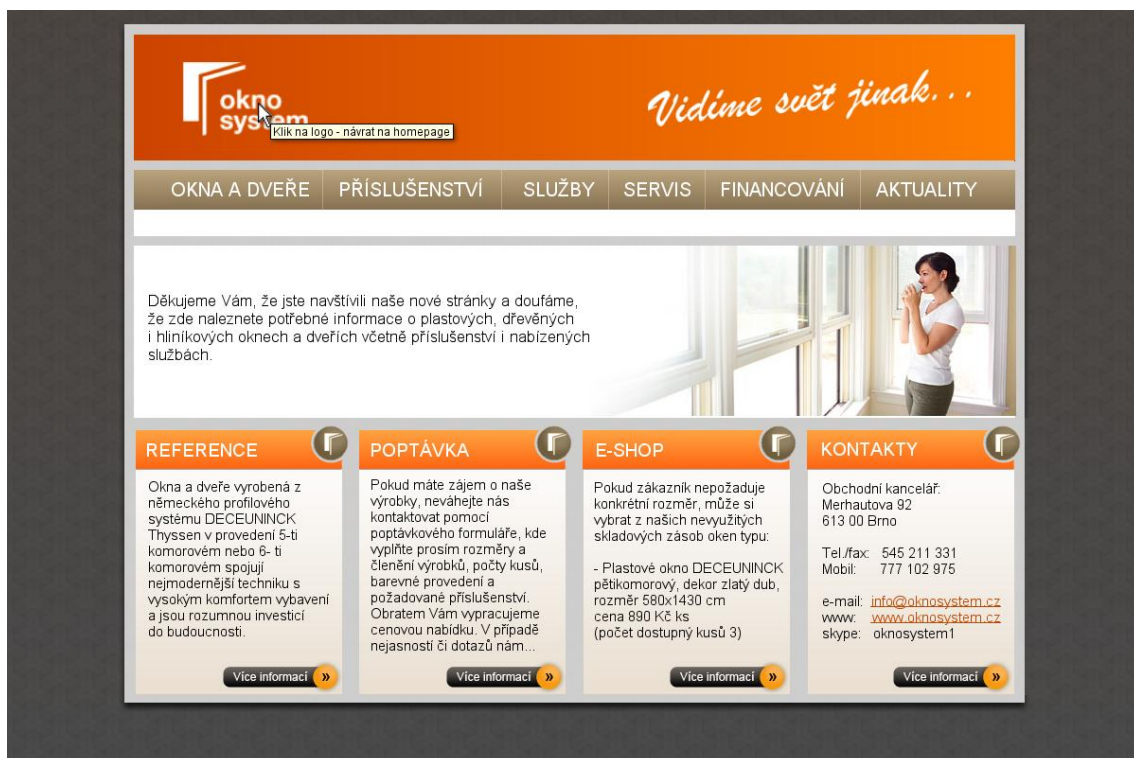 okno
system
Klik na logo - návrat na homepage
Vidíme svět jinak...
OKNA A DVEŘE PŘÍSLUŠENSTVÍ SLUŽBY SERVIS FINANCOVÁNÍ AKTUALITY
Děkujeme Vám, že jste navštívili naše nové stránky a doufáme,
že zde naleznete potřebné informace o plastových, dřevěných
i hliníkových oknech a dveřích včetně příslušenství i nabízených
službách.
REFERENCE
Okna a dveře vyrobená z
německého profilového
systému DECEUNINCK
Thyssen v provedení 5-ti
komorovém nebo 6- ti
komorovém spojují
nejmodernější techniku s
vysokým komfortem vybavení
a jsou rozumnou investicí
do budoucnosti.
Více informací »
POPTÁVKA
Pokud máte zájem o naše
výrobky, neváhejte nás
kontaktovat pomocí
poptávkového formuláře, kde
vyplňte prosím rozměry a
členění výrobků, počty kusů,
barevné provedení a
požadované příslušenství.
Obratem Vám vypracujeme
cenovou nabídku. V případě
nejasností či dotazů nám...
Více informací »
E-SHOP
Pokud zákazník nepožaduje
konkrétní rozměr, může si
vybrat z našich nevyužitých
skladových zásob oken typu:
- Plastové okno DECEUNINCK
pětikomorový, dekor zlatý dub,
rozměr 580x1430 cm
cena 890 Kč ks
(počet dostupný kusů 3)
Více informací »
KONTAKTY
Obchodní kancelář:
Merhautova 92
613 00 Brno
Tel./fax: 545 211 331
Mobil: 777 102 975
e-mail: info@oknosystem.cz
www: www.oknosystem.cz
skype: oknosystem1
Více informací »